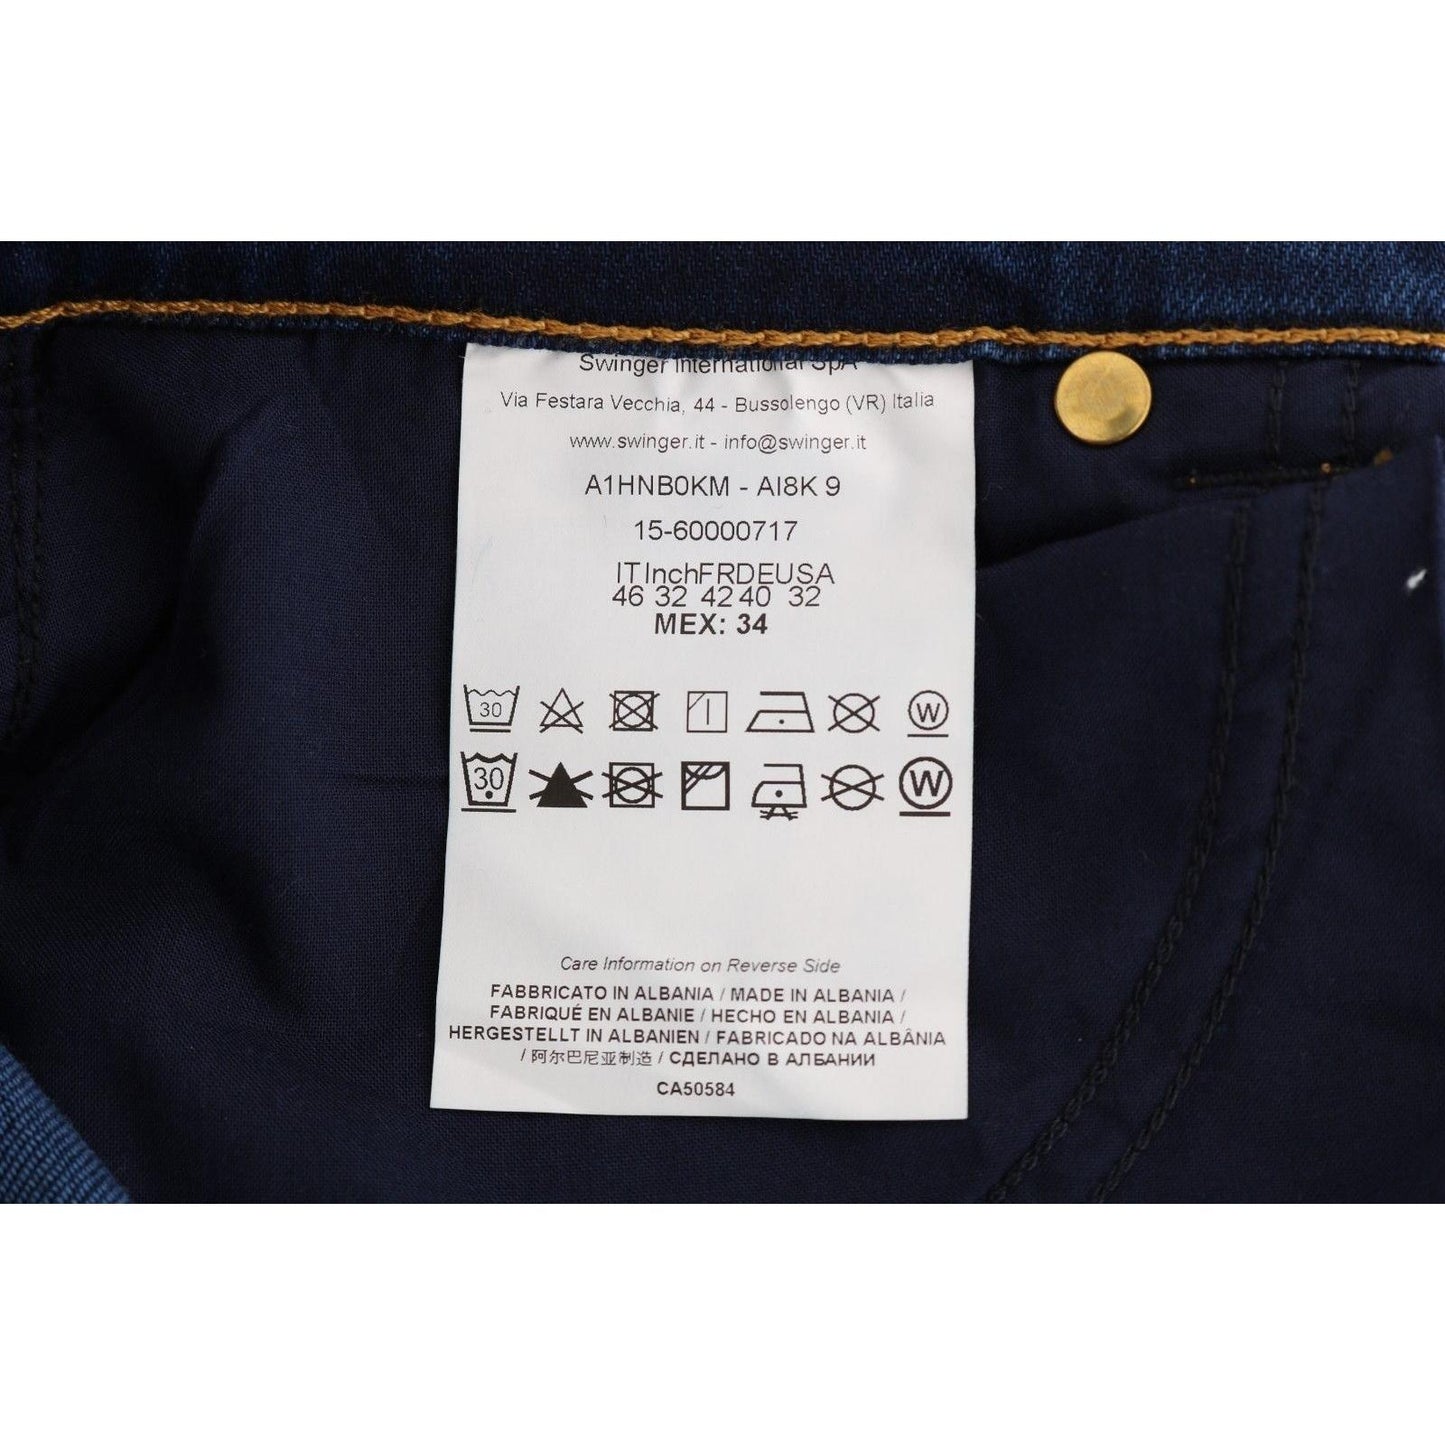 Swinger International SpA
Via Festara Vecchia, 44 - Bussolengo (VR) Italia
www.swinger.it - info@swinger.it
A1HNB0KM - AI8K 9
15-60000717
IT Inch FR DE USA
46 32 42 40 32
MEX: 34
30 W
30 W
Care Information on Reverse Side
FABBRICATO IN ALBANIA / MADE IN ALBANIA /
FABRIQUÉ EN ALBANIE / HECHO EN ALBANIA /
HERGESTELLT IN ALBANIEN / FABRICADO NA ALBÂNIA
/ 阿尔巴尼亚制造 / СДЕЛАНО В АЛБАНИИ
CA50584